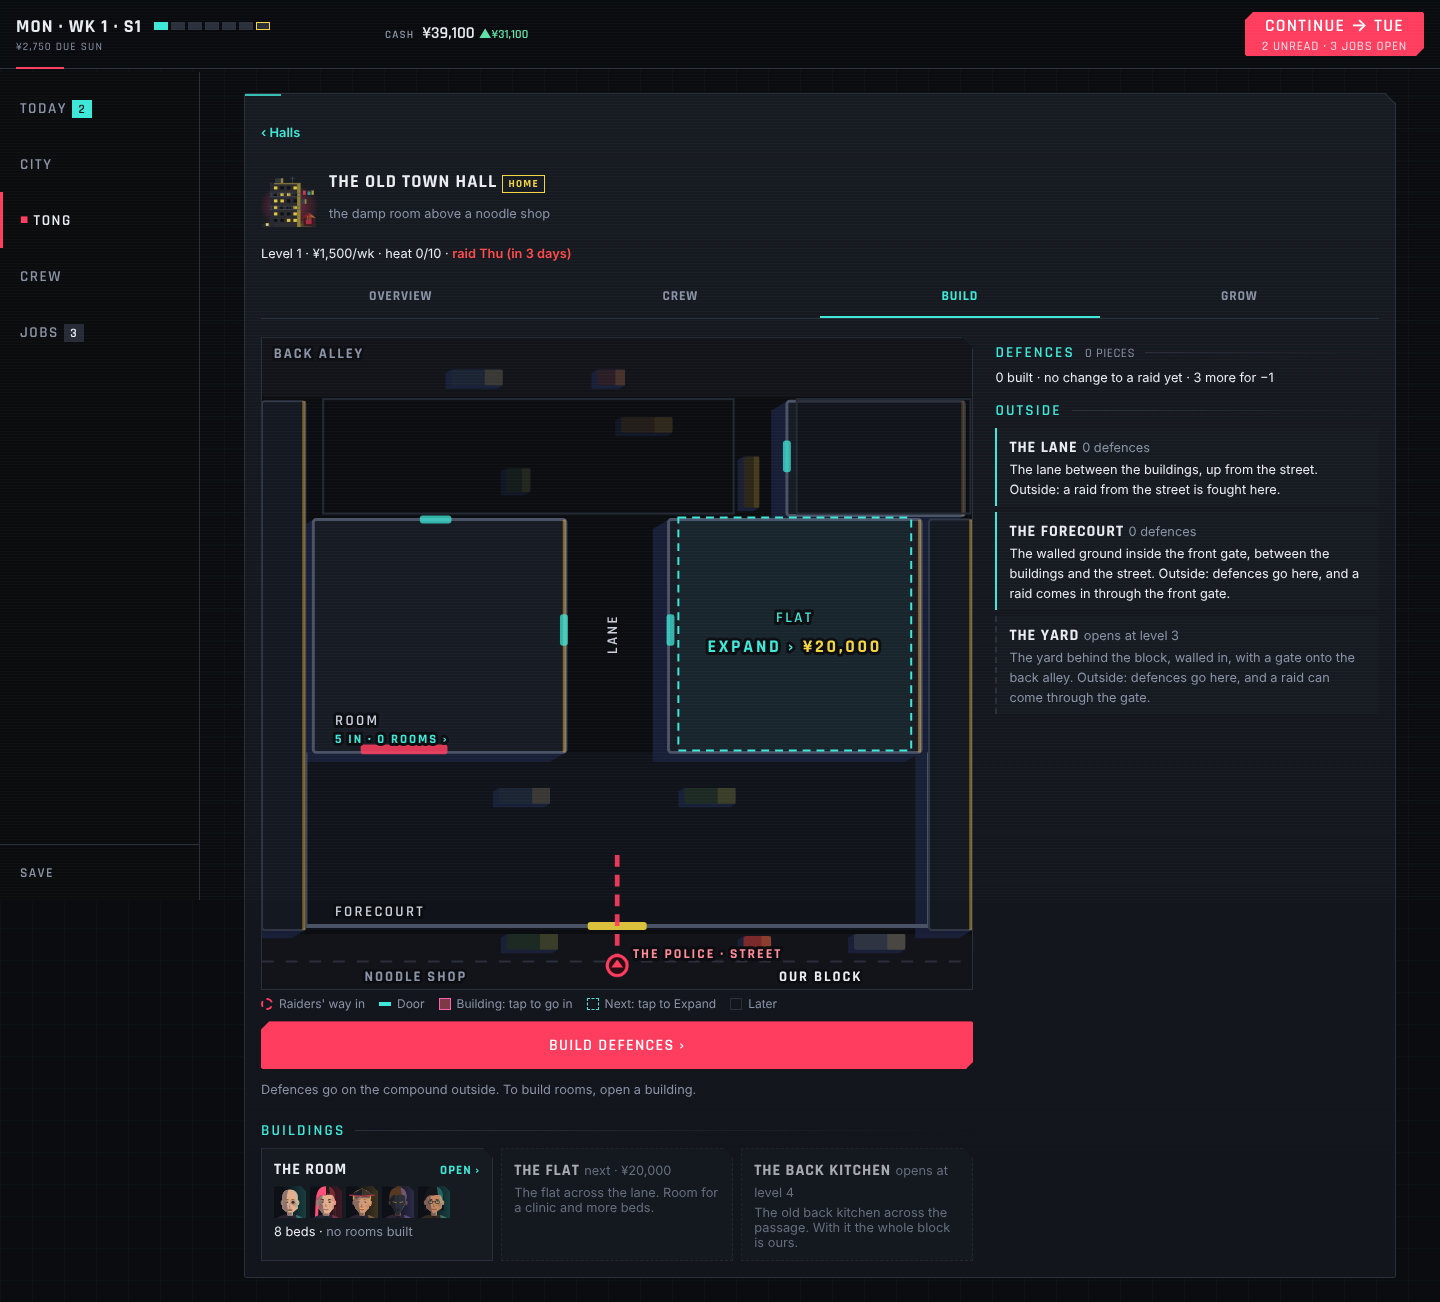 MON · WK 1 · S1
¥2,750 DUE SUN
CASH ¥39,100 ▲¥31,100
CONTINUE → TUE
2 UNREAD · 3 JOBS OPEN
TODAY 2
CITY
TONG
CREW
JOBS 3
SAVE
‹ Halls
THE OLD TOWN HALL HOME
the damp room above a noodle shop
Level 1 · ¥1,500/wk · heat 0/10 · raid Thu (in 3 days)
OVERVIEW CREW BUILD GROW
BACK ALLEY
LANE
FLAT
EXPAND › ¥20,000
ROOM
5 IN · 0 ROOMS ›
FORECOURT
THE POLICE · STREET
NOODLE SHOP
OUR BLOCK
Raiders' way in Door Building: tap to go in Next: tap to Expand Later
BUILD DEFENCES ›
Defences go on the compound outside. To build rooms, open a building.
DEFENCES 0 PIECES
0 built · no change to a raid yet · 3 more for −1
OUTSIDE
THE LANE 0 defences
The lane between the buildings, up from the street.
Outside: a raid from the street is fought here.
THE FORECOURT 0 defences
The walled ground inside the front gate, between the
buildings and the street. Outside: defences go here, and a
raid comes in through the front gate.
THE YARD opens at level 3
The yard behind the block, walled in, with a gate onto the
back alley. Outside: defences go here, and a raid can
come through the gate.
BUILDINGS
THE ROOM OPEN ›
8 beds · no rooms built
THE FLAT next · ¥20,000
The flat across the lane. Room for
a clinic and more beds.
THE BACK KITCHEN opens at
level 4
The old back kitchen across the
passage. With it the whole block
is ours.